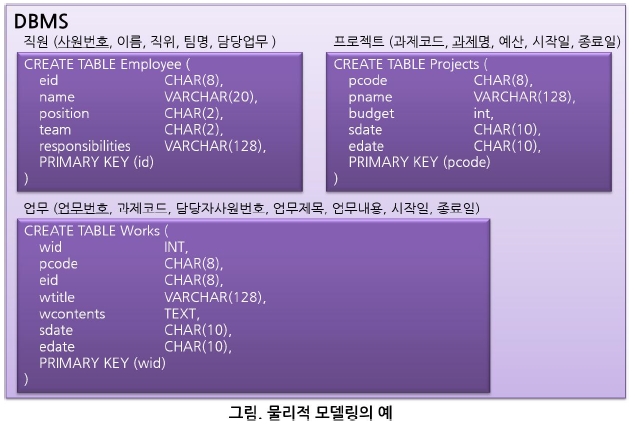 DBMS
직원 (사원번호, 이름, 직위, 팀명, 담당업무 )
CREATE TABLE Employee (
eid CHAR(8),
name VARCHAR(20),
position CHAR(2),
team CHAR(2),
responsibilities VARCHAR(128),
PRIMARY KEY (id)
)
프로젝트 (과제코드, 과제명, 예산, 시작일, 종료일)
CREATE TABLE Projects (
pcode CHAR(8),
pname VARCHAR(128),
budget int,
sdate CHAR(10),
edate CHAR(10),
PRIMARY KEY (pcode)
)
업무 (업무번호, 과제코드, 담당자사원번호, 업무제목, 업무내용, 시작일, 종료일)
CREATE TABLE Works (
wid INT,
pcode CHAR(8),
eid CHAR(8),
wtitle VARCHAR(128),
wcontents TEXT,
sdate CHAR(10),
edate CHAR(10),
PRIMARY KEY (wid)
)
그림. 물리적 모델링의 예